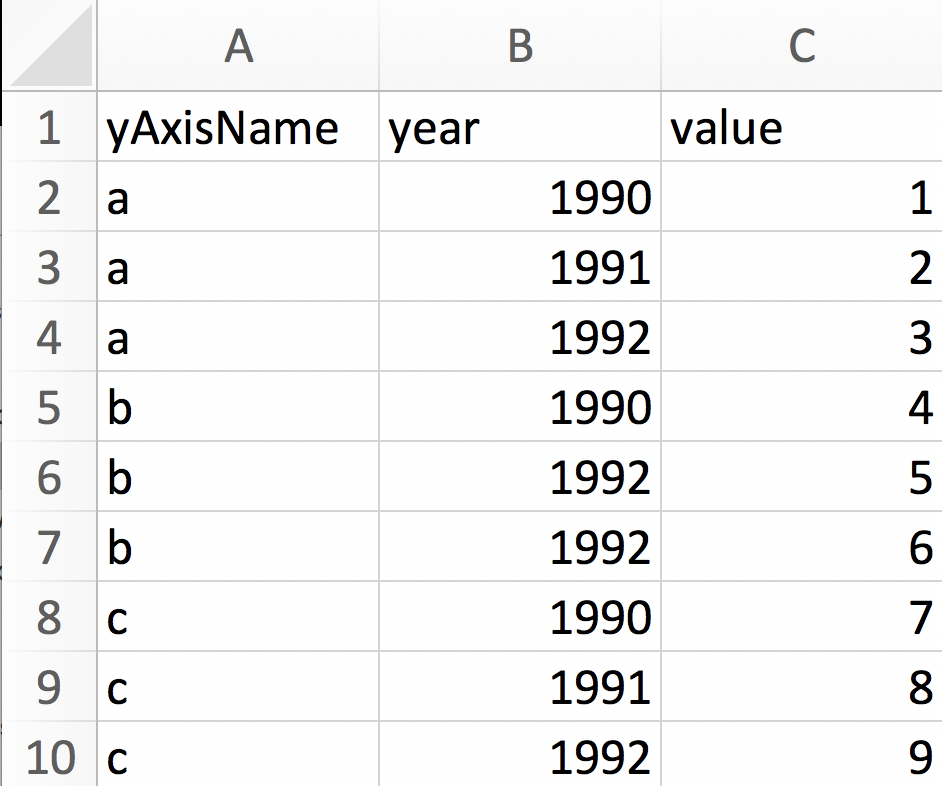 A B C
1 yAxisName year value
2 a 1990 1
3 a 1991 2
4 a 1992 3
5 b 1990 4
6 b 1992 5
7 b 1992 6
8 c 1990 7
9 c 1991 8
10 c 1992 9